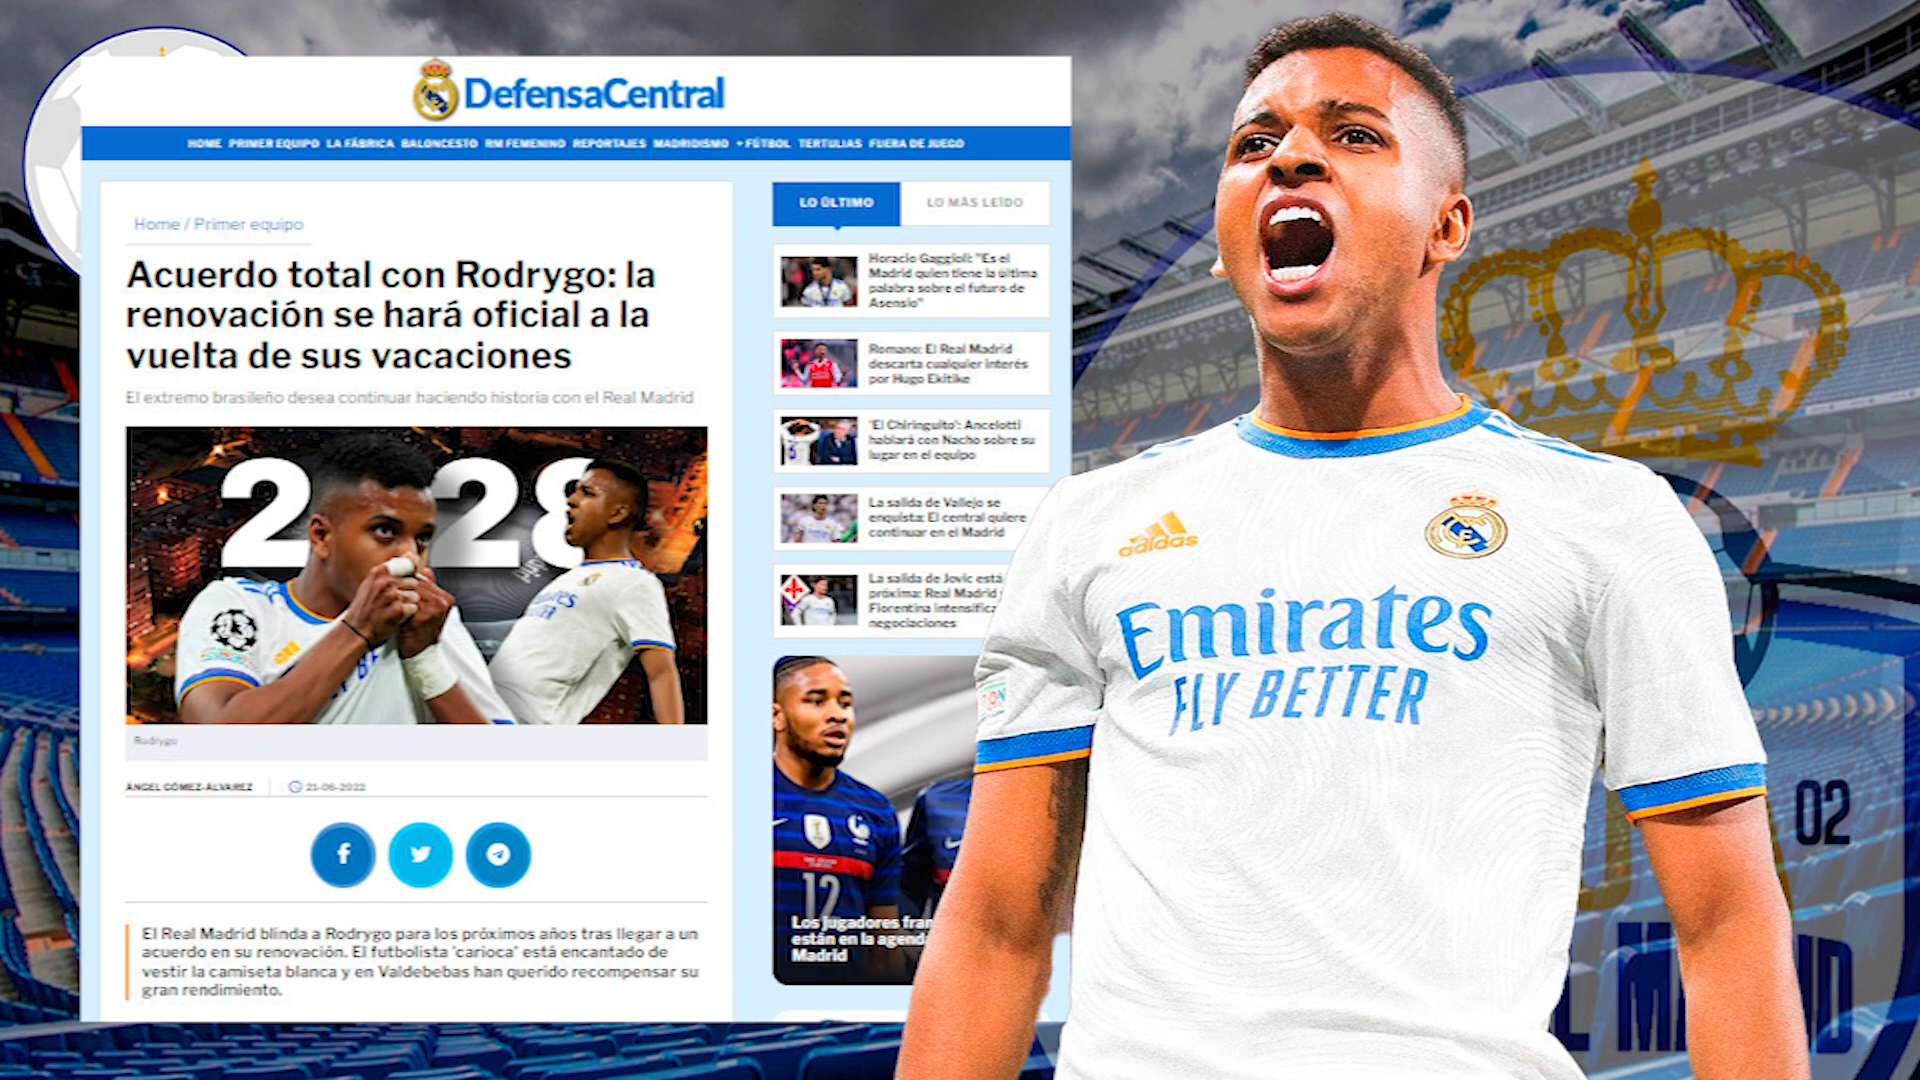 DefensaCentral
HOME PRIMER EQUIPO LA FÁBRICA BALONCESTO RM FEMENINO REPORTAJES MADRIDISMO + FÚTBOL TERTULIAS FUERA DE JUEGO
Home / Primer equipo
Acuerdo total con Rodrygo: la
renovación se hará oficial a la
vuelta de sus vacaciones
El extremo brasileño desea continuar haciendo historia con el Real Madrid
2 28
Rodrygo
ÁNGEL GÓMEZ-ÁLVAREZ
21-06-2022
El Real Madrid blinda a Rodrygo para los próximos años tras llegar a un
acuerdo en su renovación. El futbolista 'carioca' está encantado de
vestir la camiseta blanca y en Valdebebas han querido recompensar su
gran rendimiento.
LO ÚLTIMO
LO MÁS LEÍDO
Horacio Gaggioli: "Es el
Madrid quien tiene la última
palabra sobre el futuro de
Asensio"
Romano: El Real Madrid
descarta cualquier interés
por Hugo Ekitike
'El Chiringuito': Ancelotti
hablará con Nacho sobre su
lugar en el equipo
La salida de Vallejo se
enquista: El central quiere
continuar en el Madrid
La salida de Jovic está
próxima: Real Madrid
Fiorentina intensifica
negociaciones
12
Los jugadores fran
están en la agend
Madrid
adidas
Emirates
FLY BETTER
02
L MADRID